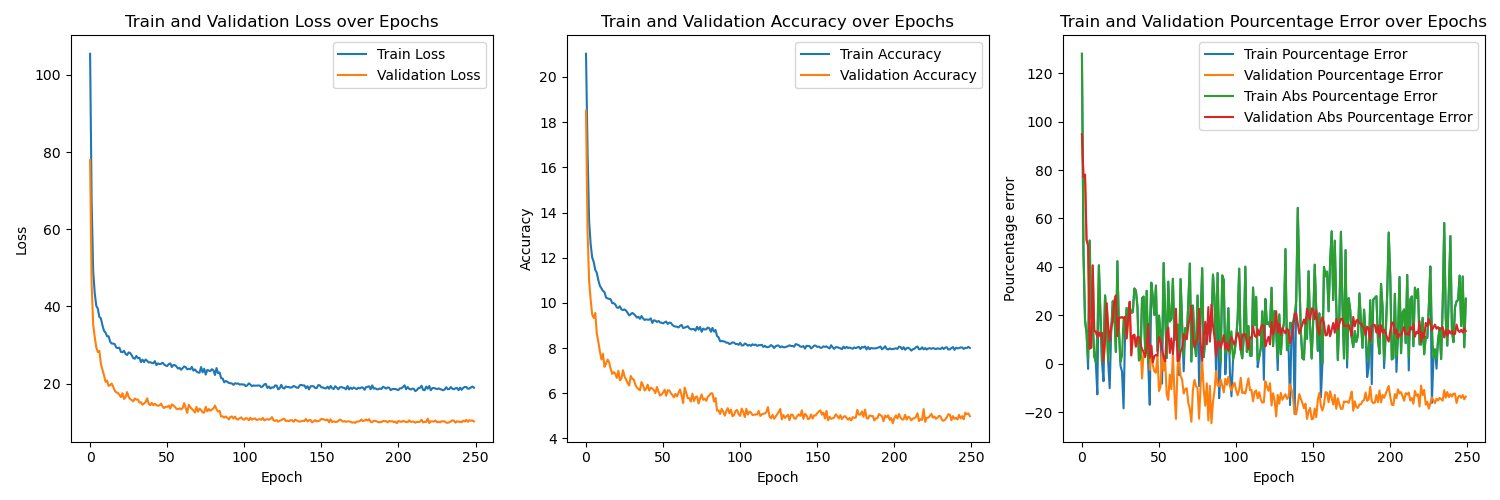 Train and Validation Loss over Epochs
Train Loss
Validation Loss
100
80
60
40
20
Loss
0
50
100
150
200
250
Epoch
Train and Validation Accuracy over Epochs
Train Accuracy
Validation Accuracy
20
18
16
14
12
10
8
6
4
Accuracy
0
50
100
150
200
250
Epoch
Train and Validation Pourcentage Error over Epochs
Train Pourcentage Error
Validation Pourcentage Error
Train Abs Pourcentage Error
Validation Abs Pourcentage Error
120
100
80
60
40
20
0
−20
Pourcentage error
0
50
100
150
200
250
Epoch